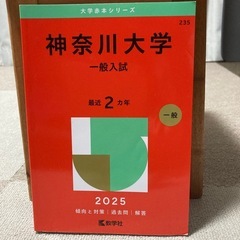 大学赤本シリーズ
235
神奈川大学
一般入試
最近2カ年
一般
2025
傾向と対策｜過去問｜解答
教学社